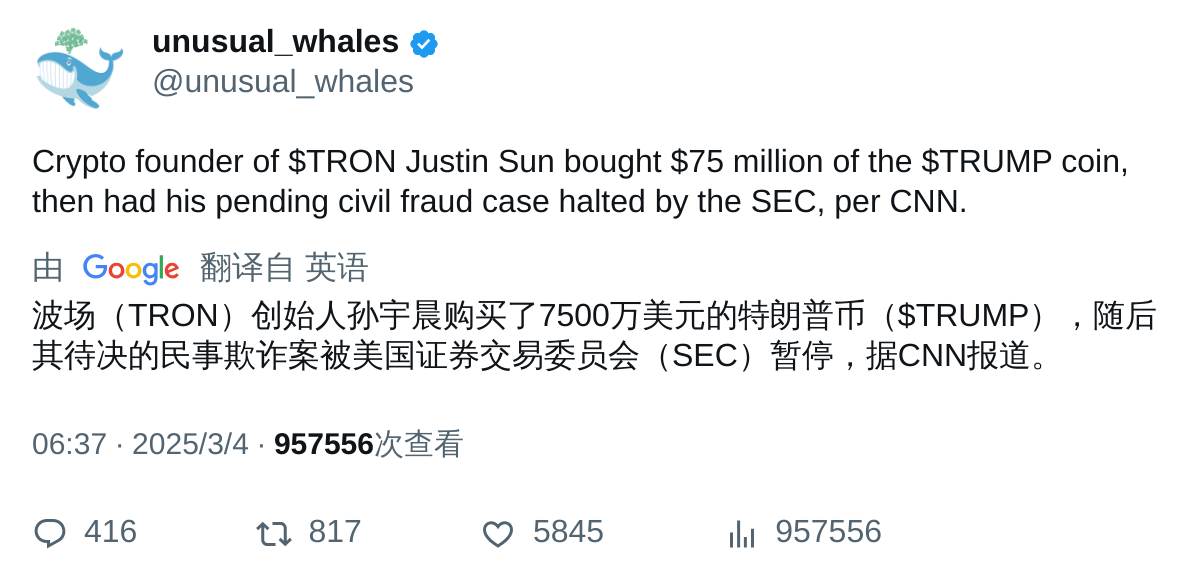 unusual_whales
@unusual_whales
Crypto founder of $TRON Justin Sun bought $75 million of the $TRUMP coin,
then had his pending civil fraud case halted by the SEC, per CNN.
由 Google 翻译自 英语
波场（TRON）创始人孙宇晨购买了7500万美元的特朗普币（$TRUMP），随后
其待决的民事欺诈案被美国证券交易委员会（SEC）暂停，据CNN报道。
06:37 · 2025/3/4 · 957556次查看
416 817 5845 957556